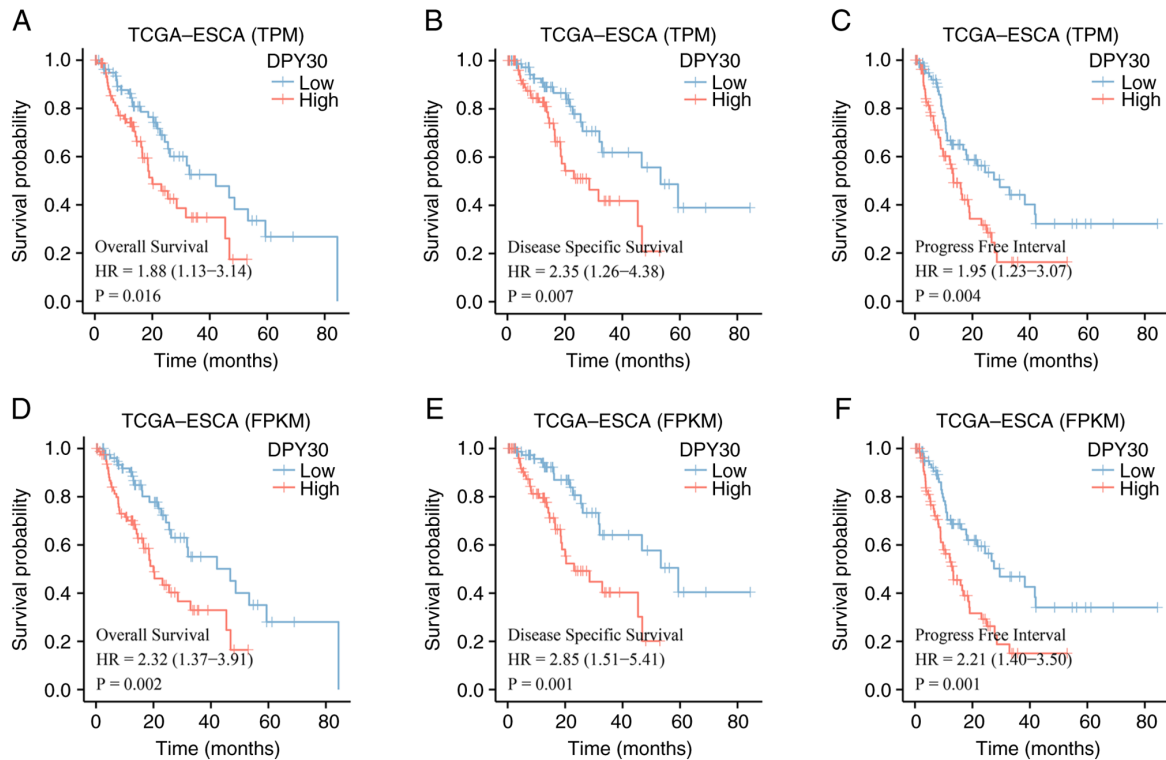 A
TCGA–ESCA (TPM)
DPY30
Low
High
Survival probability
1.0
0.8
0.6
0.4
0.2
0.0
Overall Survival
HR = 1.88 (1.13−3.14)
P = 0.016
0 20 40 60 80
Time (months)
B
TCGA–ESCA (TPM)
DPY30
Low
High
Survival probability
1.0
0.8
0.6
0.4
0.2
0.0
Disease Specific Survival
HR = 2.35 (1.26−4.38)
P = 0.007
0 20 40 60 80
Time (months)
C
TCGA–ESCA (TPM)
DPY30
Low
High
Survival probability
1.0
0.8
0.6
0.4
0.2
0.0
Progress Free Interval
HR = 1.95 (1.23−3.07)
P = 0.004
0 20 40 60 80
Time (months)
D
TCGA–ESCA (FPKM)
DPY30
Low
High
Survival probability
1.0
0.8
0.6
0.4
0.2
0.0
Overall Survival
HR = 2.32 (1.37−3.91)
P = 0.002
0 20 40 60 80
Time (months)
E
TCGA–ESCA (FPKM)
DPY30
Low
High
Survival probability
1.0
0.8
0.6
0.4
0.2
0.0
Disease Specific Survival
HR = 2.85 (1.51−5.41)
P = 0.001
0 20 40 60 80
Time (months)
F
TCGA–ESCA (FPKM)
DPY30
Low
High
Survival probability
1.0
0.8
0.6
0.4
0.2
0.0
Progress Free Interval
HR = 2.21 (1.40−3.50)
P = 0.001
0 20 40 60 80
Time (months)